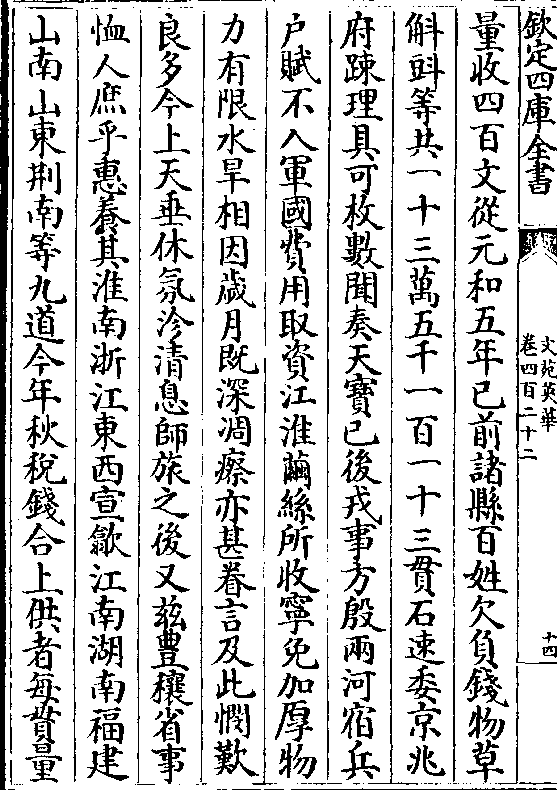 欽定四庫全書
文苑英華
卷四百二十二
十四
量收四百文從元和五年已前諸縣百姓欠負錢物草
斛㪷等共一十三萬五千一百一十三貫石速委京兆
府踈理具可枚數聞奏天寶已後戎事方殷兩河宿兵
户賦不入軍國費用取資江淮繭絲所收寧免加厚物
力有限水旱相因歲月既深凋瘵亦甚眷言及此憫歎
良多今上天垂休氛沴清息師旅之後又兹豊穰省事
恤人庶乎惠養其淮南浙江東西宣歙江南湖南福建
山南山東荆南等九道今年秋税錢合上供者每貫量